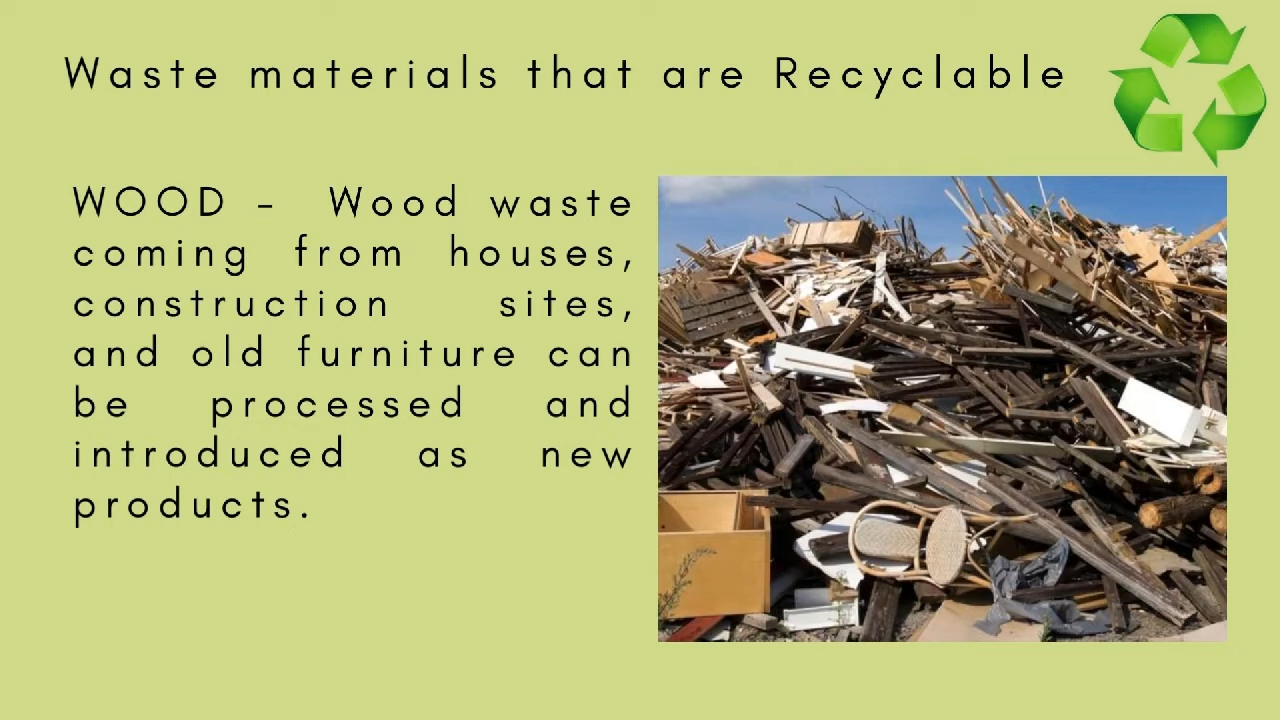 Waste materials that are Recyclable
WOOD - Wood waste
coming from houses,
construction sites,
and old furniture can
be processed and
introduced as new
products.